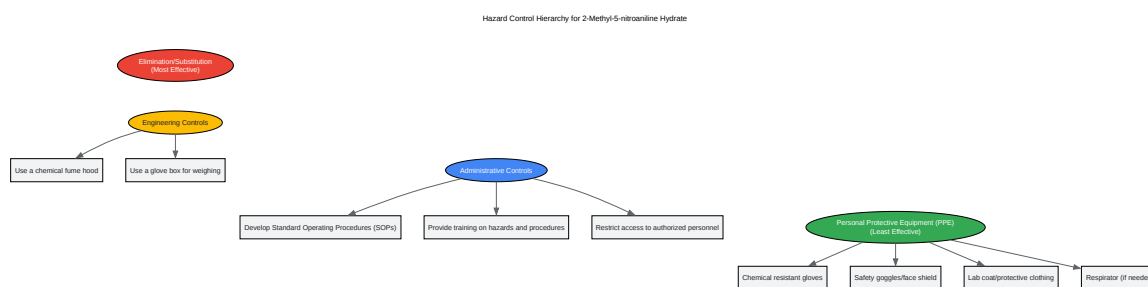 Hazard Control Hierarchy for 2-Methyl-5-nitroaniline Hydrate
Elimination/Substitution
(Most Effective)
Engineering Controls
Use a chemical fume hood
Use a glove box for weighing
Administrative Controls
Develop Standard Operating Procedures (SOPs)
Provide training on hazards and procedures
Restrict access to authorized personnel
Personal Protective Equipment (PPE)
(Least Effective)
Chemical resistant gloves
Safety goggles/face shield
Lab coat/protective clothing
Respirator (if neede